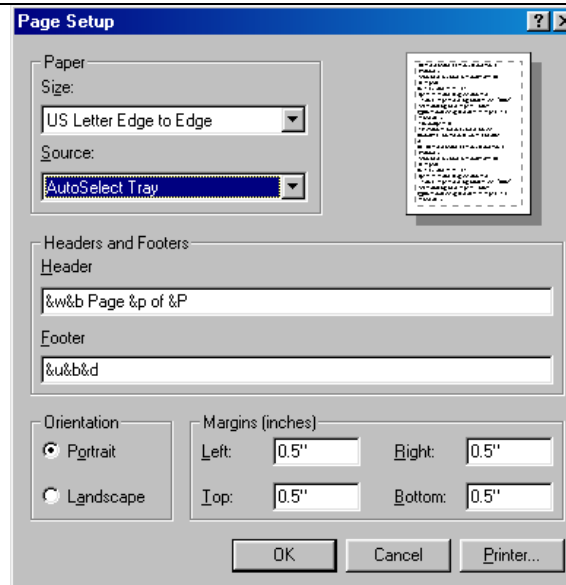 Page Setup
Paper
Size:
US Letter Edge to Edge
Source:
AutoSelect Tray
Headers and Footers
Header
&w&b Page &p of &P
Footer
&u&b&d
Orientation
Portrait
Landscape
Margins (inches)
Left: 0.5" Right: 0.5"
Top: 0.5" Bottom: 0.5"
OK Cancel Printer...